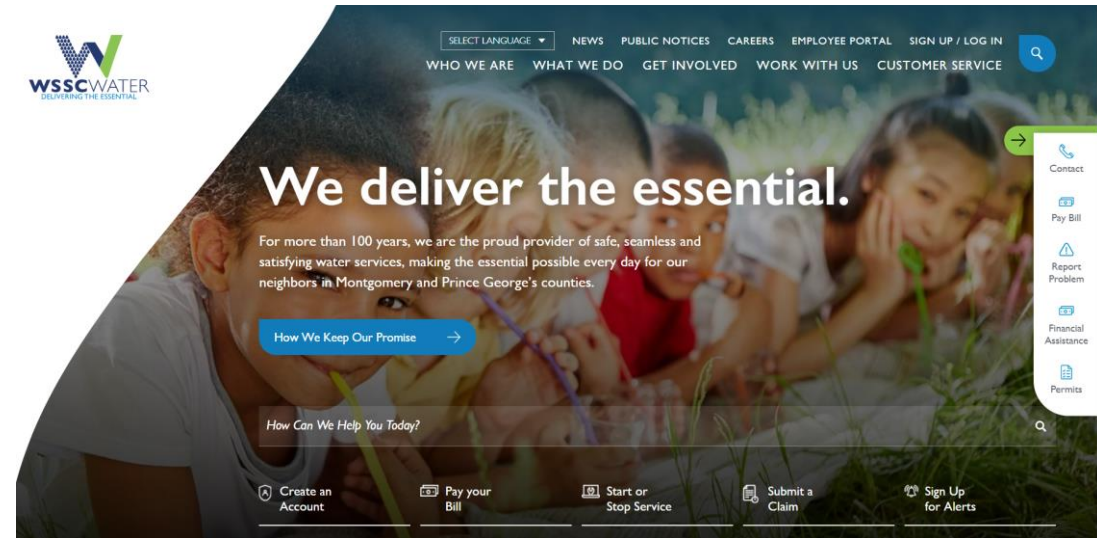 WSSCWATER
DELIVERING THE ESSENTIAL
SELECT LANGUAGE
NEWS
PUBLIC NOTICES
CAREERS
EMPLOYEE PORTAL
SIGN UP / LOG IN
WHO WE ARE
WHAT WE DO
GET INVOLVED
WORK WITH US
CUSTOMER SERVICE
We deliver the essential.
For more than 100 years, we are the proud provider of safe, seamless and
satisfying water services, making the essential possible every day for our
neighbors in Montgomery and Prince George's counties.
How We Keep Our Promise
Contact
Pay Bill
Report
Problem
Financial
Assistance
Permits
How Can We Help You Today?
Create an
Account
Pay your
Bill
Start or
Stop Service
Submit a
Claim
Sign Up
for Alerts